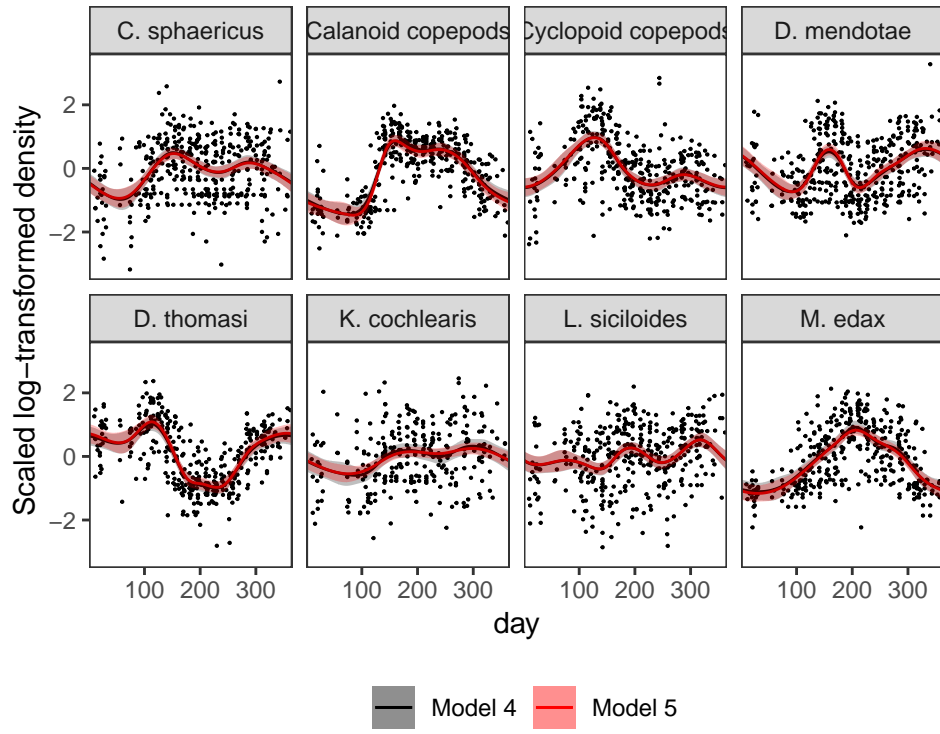 C. sphaericus
Calanoid copepods
Cyclopoid copepods
D. mendotae
D. thomasi
K. cochlearis
L. siciloides
M. edax
Scaled log−transformed density
2
0
−2
2
0
−2
100 200 300
100 200 300
100 200 300
100 200 300
day
Model 4
Model 5